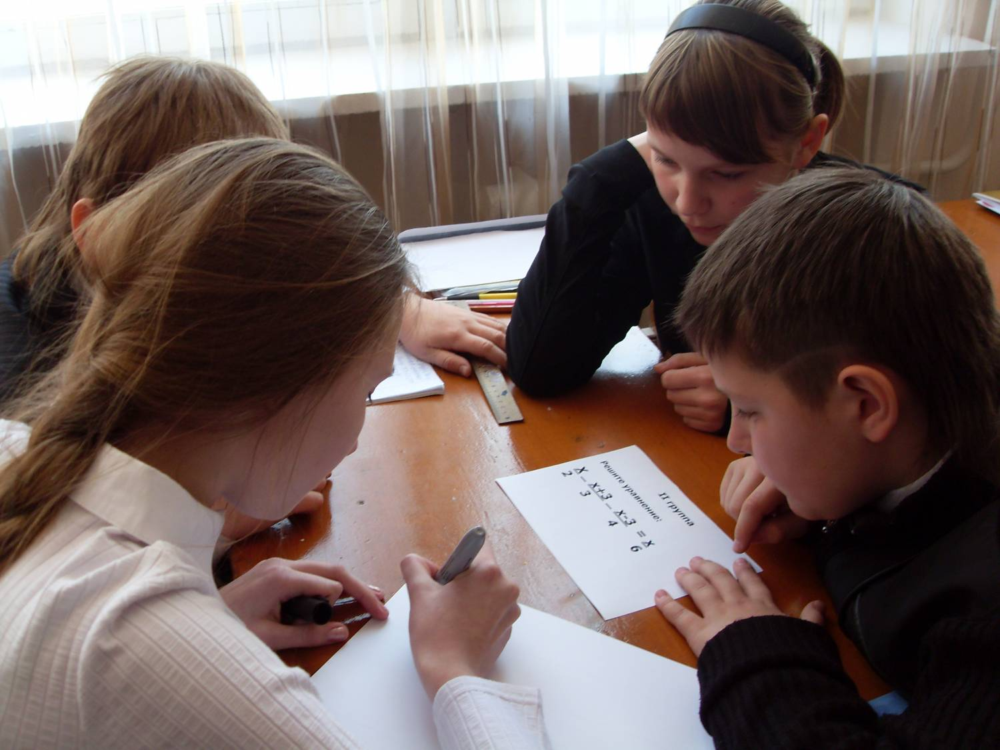 II группа
Решите уравнение:
x/2 − x+3/3 − x-3/4 = x/6